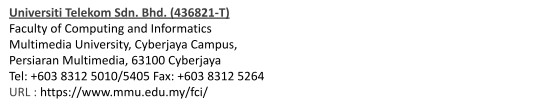 Universiti Telekom Sdn. Bhd. (436821-T)
Faculty of Computing and Informatics
Multimedia University, Cyberjaya Campus,
Persiaran Multimedia, 63100 Cyberjaya
Tel: +603 8312 5010/5405 Fax: +603 8312 5264
URL : https://www.mmu.edu.my/fci/